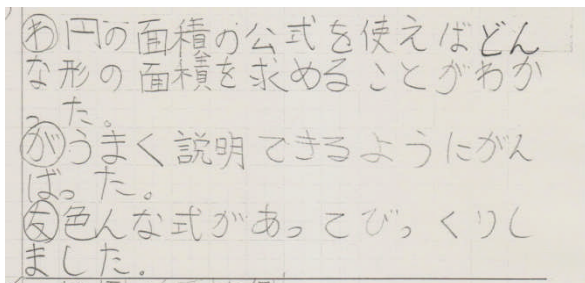 わ円の面積の公式を使えばどん
な形の面積を求めることがわか
った。
がうまく説明できるようにがん
ばった。
友色んな式があってびっくりし
ました。